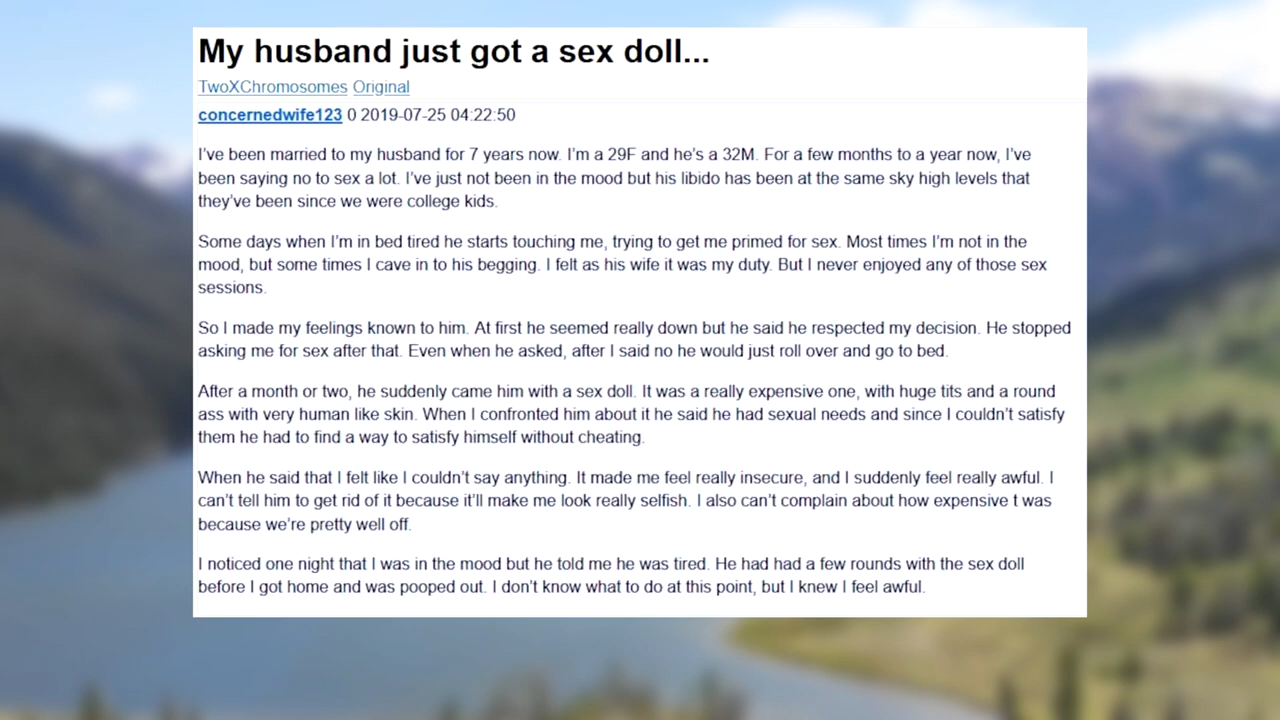 My husband just got a sex doll...
TwoXChromosomes Original
concernedwife123 0 2019-07-25 04:22:50
I've been married to my husband for 7 years now. I'm a 29F and he's a 32M. For a few months to a year now, I've
been saying no to sex a lot. I've just not been in the mood but his libido has been at the same sky high levels that
they've been since we were college kids.
Some days when I'm in bed tired he starts touching me, trying to get me primed for sex. Most times I'm not in the
mood, but some times I cave in to his begging. I felt as his wife it was my duty. But I never enjoyed any of those sex
sessions.
So I made my feelings known to him. At first he seemed really down but he said he respected my decision. He stopped
asking me for sex after that. Even when he asked, after I said no he would just roll over and go to bed.
After a month or two, he suddenly came him with a sex doll. It was a really expensive one, with huge tits and a round
ass with very human like skin. When I confronted him about it he said he had sexual needs and since I couldn't satisfy
them he had to find a way to satisfy himself without cheating.
When he said that I felt like I couldn't say anything. It made me feel really insecure, and I suddenly feel really awful. I
can't tell him to get rid of it because it'll make me look really selfish. I also can't complain about how expensive t was
because we're pretty well off.
I noticed one night that I was in the mood but he told me he was tired. He had had a few rounds with the sex doll
before I got home and was pooped out. I don't know what to do at this point, but I knew I feel awful.